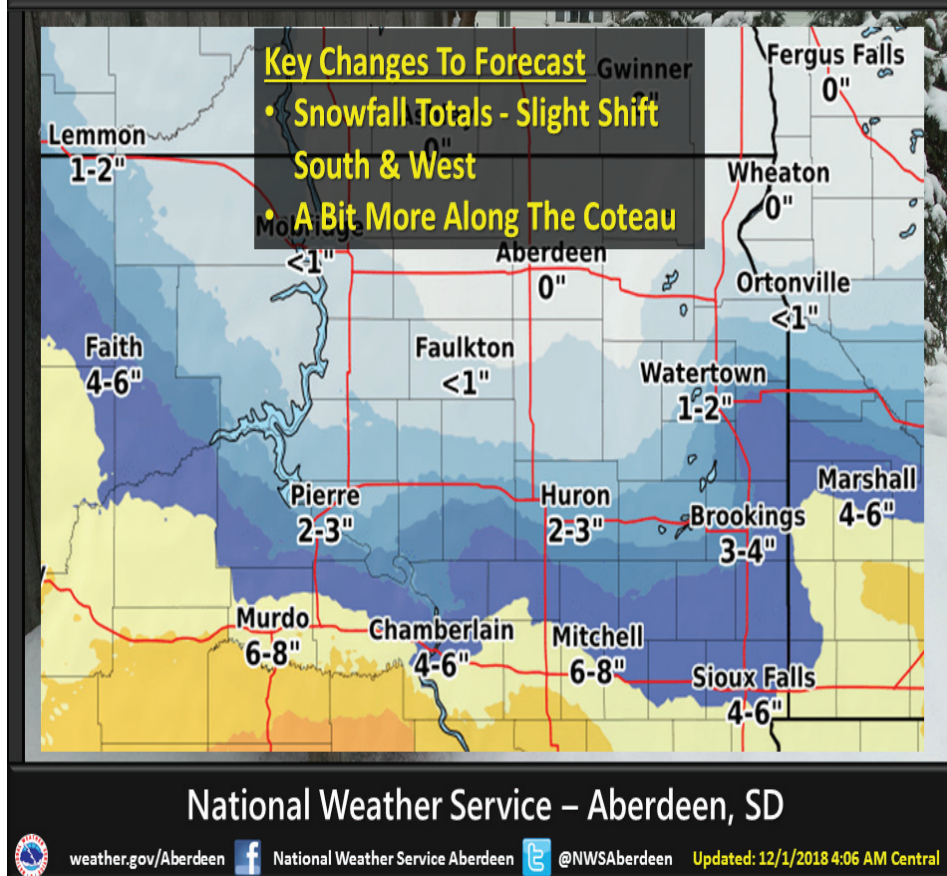 Key Changes To Forecast
• Snowfall Totals - Slight Shift
South & West
• A Bit More Along The Coteau
Gwinner
Fergus Falls
0"
Lemmon
1-2"
0"
Wheaton
0"
Mobridge
<1"
Aberdeen
0"
Ortonville
<1"
Faith
4-6"
Faulkton
<1"
Watertown
1-2"
Pierre
2-3"
Huron
2-3"
Brookings
3-4"
Marshall
4-6"
Murdo
6-8"
Chamberlain
4-6"
Mitchell
6-8"
Sioux Falls
4-6"
National Weather Service – Aberdeen, SD
weather.gov/Aberdeen National Weather Service Aberdeen @NWSAberdeen Updated: 12/1/2018 4:06 AM Central